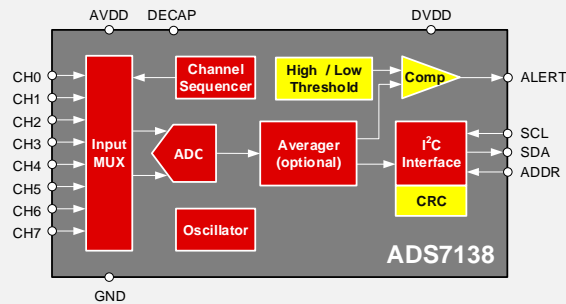 AVDD
DECAP
DVDD
CH0
CH1
CH2
CH3
CH4
CH5
CH6
CH7
Input
MUX
Channel
Sequencer
High / Low
Threshold
Comp
ALERT
ADC
Averager
(optional)
I²C
Interface
CRC
SCL
SDA
ADDR
Oscillator
ADS7138
GND